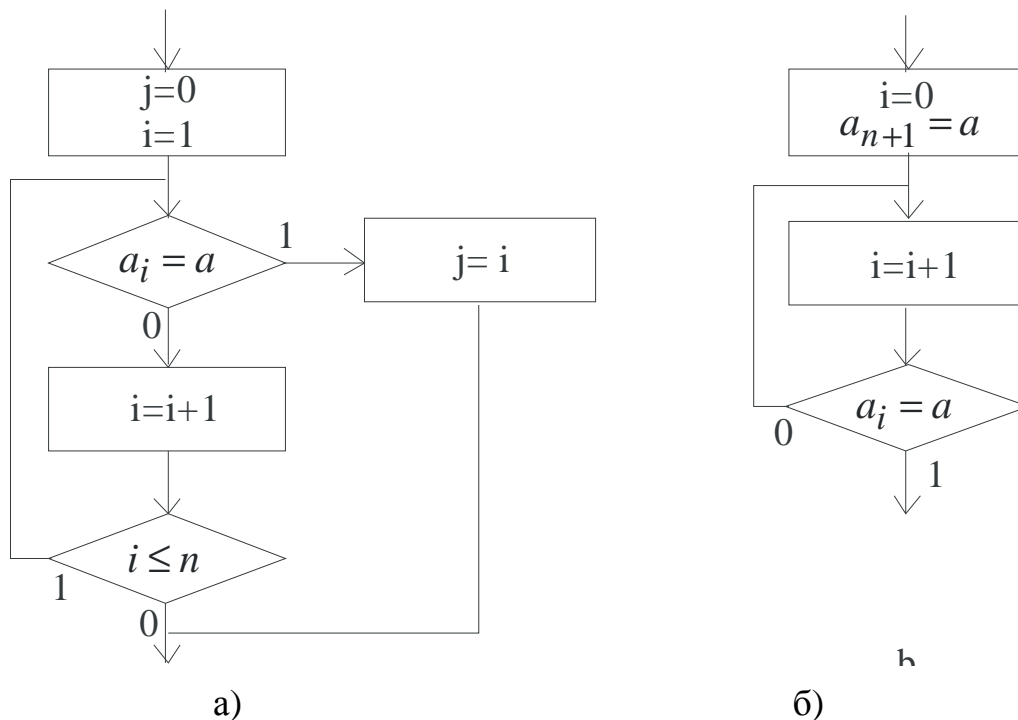 j=0
i=1
a_i = a
1
j= i
0
i=i+1
i ≤ n
1
0
а)
i=0
a_{n+1} = a
i=i+1
a_i = a
0
1
б)